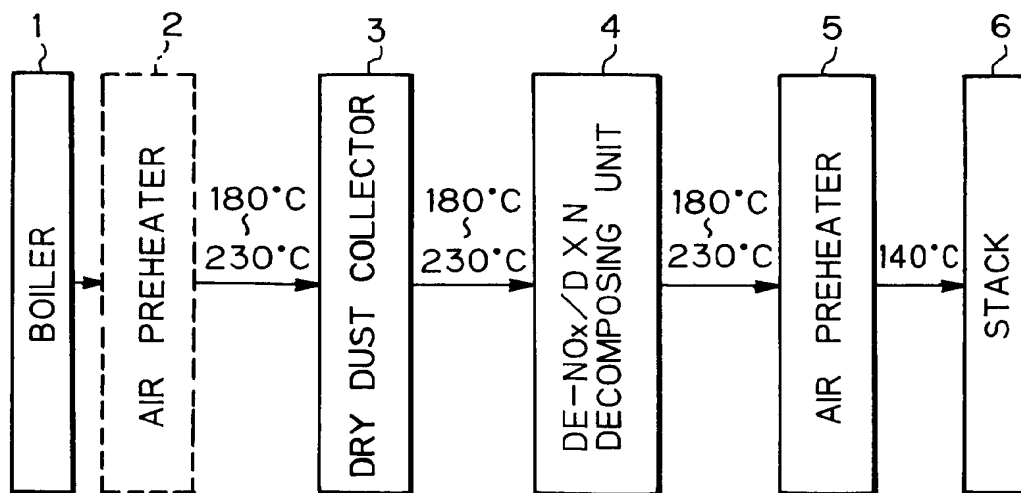 1
2
3
4
5
6
BOILER
AIR PREHEATER
180°C
~
230°C
DRY DUST COLLECTOR
180°C
~
230°C
DE-NOx/D X N
DECOMPOSING UNIT
180°C
~
230°C
AIR PREHEATER
140°C
STACK